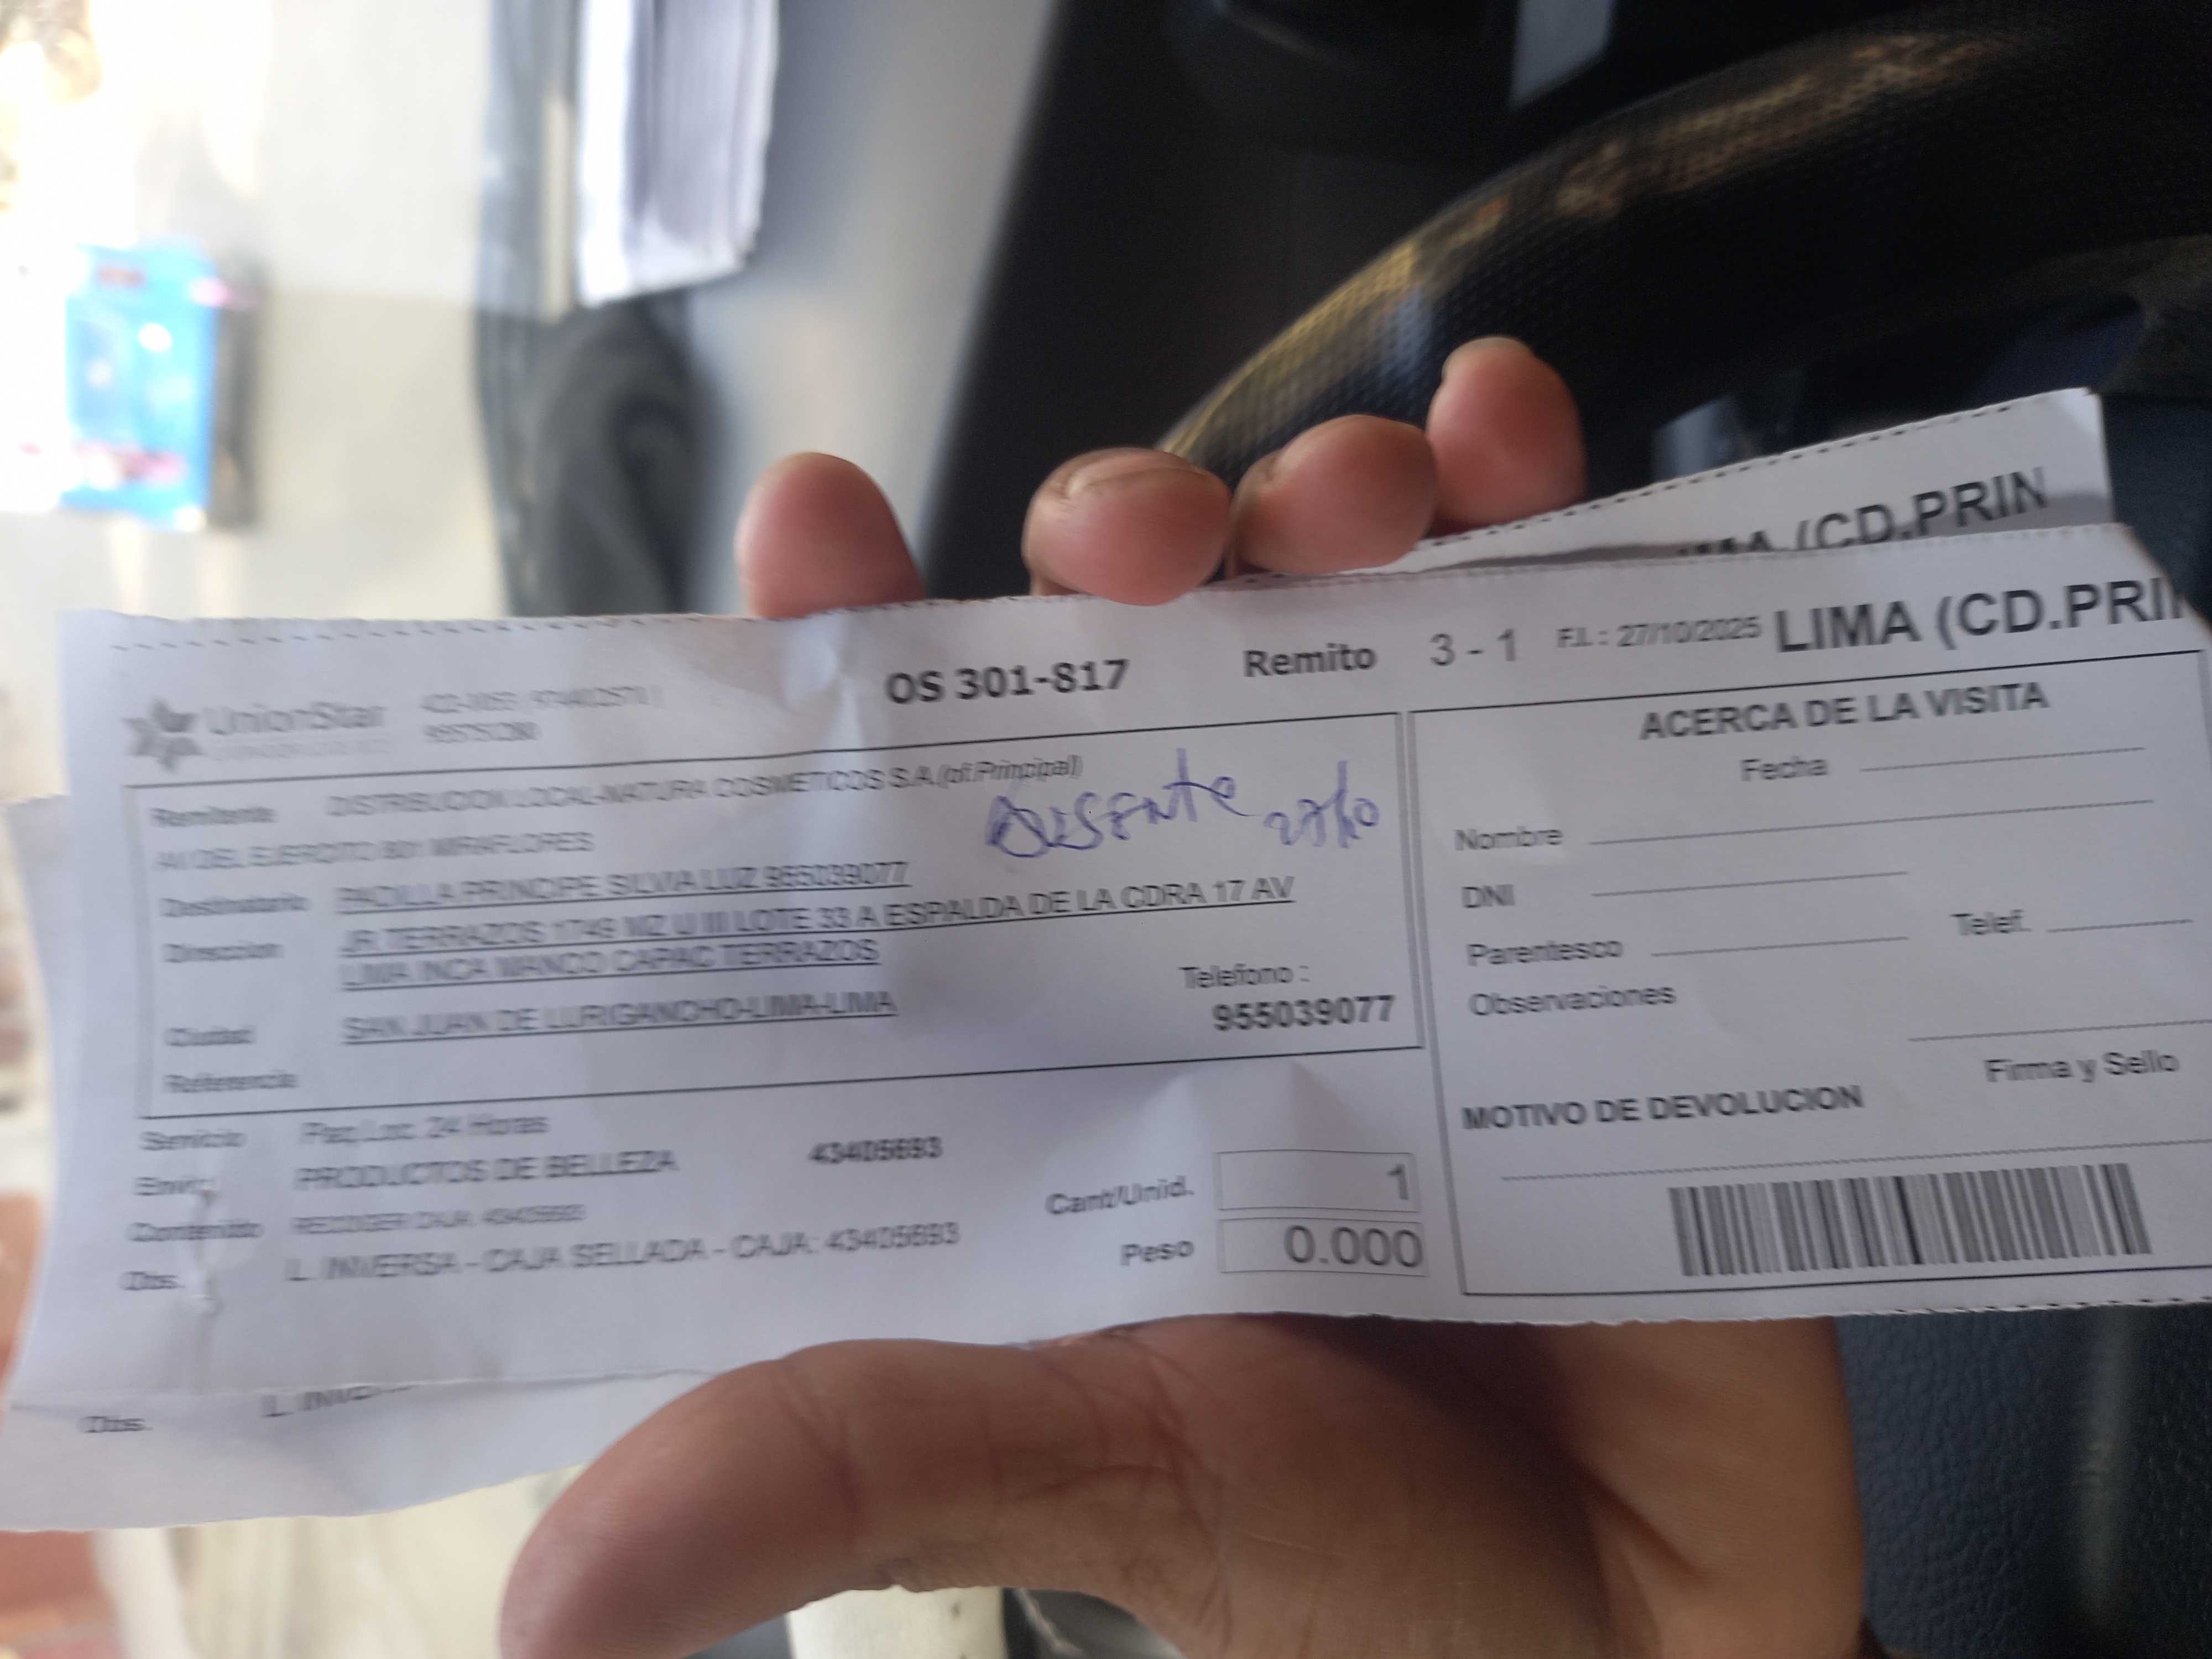 LIMA (CD.PRIN
UnionStar
OS 301-817 Remito 3 - 1 F.I. : 27/10/2025 LIMA (CD.PRIN
Remitente DISTRIBUCION LOCAL-NATURA COSMETICOS S.A.(of.Principal)
AV DEL EJERCITO 801 MIRAFLORES
Ausente 27/10
Destinatario PADILLA PRINCIPE SILVIA LUZ 955039077
Direccion JR.TERRAZOS 1749 MZ U III LOTE 33 A ESPALDA DE LA CDRA 17 AV
LIMA INCA MANCO CAPAC TERRAZOS
Ciudad SAN JUAN DE LURIGANCHO-LIMA-LIMA
Telefono :
955039077
Referencia
Servicio Paq.Loc. 24 Horas
Envio PRODUCTOS DE BELLEZA 43405693
Contenido RECOGER CAJA: 43405693
Obs. L. INVERSA - CAJA SELLADA - CAJA: 43405693
Cant/Unid. 1
Peso 0.000
ACERCA DE LA VISITA
Fecha
Nombre
DNI
Parentesco Telef.
Observaciones
Firma y Sello
MOTIVO DE DEVOLUCION
Obs.